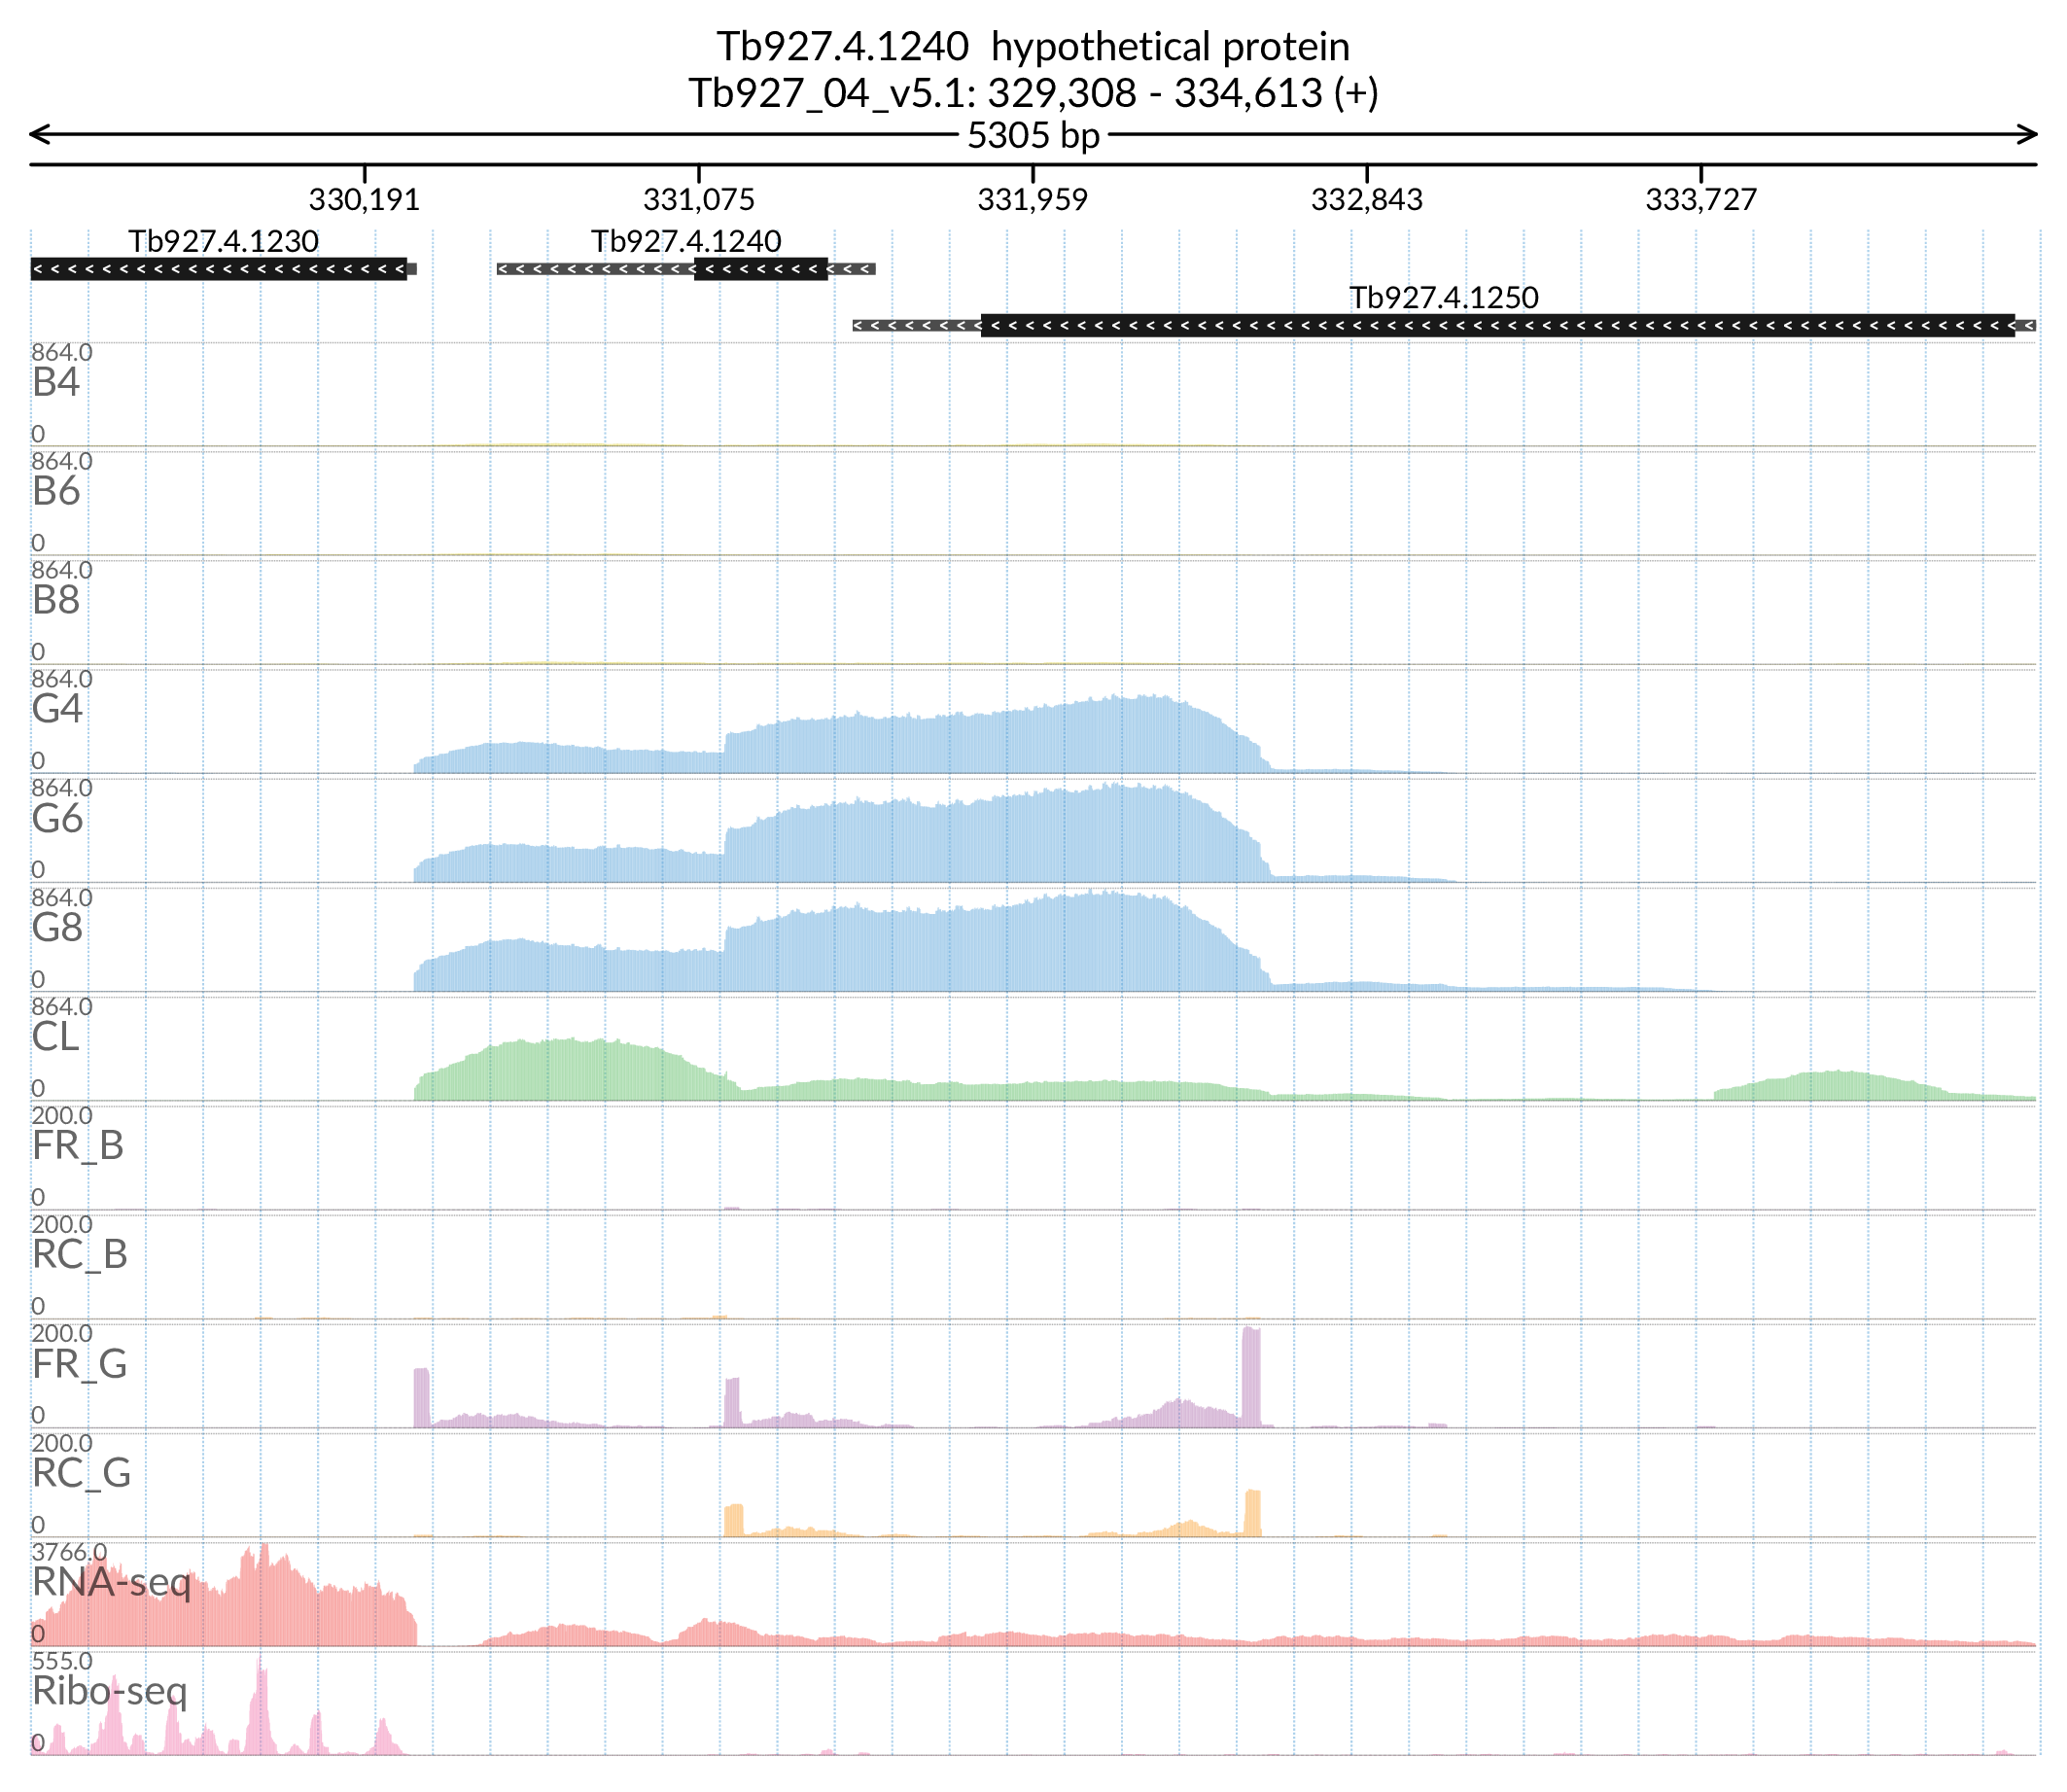 Tb927.4.1240  hypothetical protein
Tb927_04_v5.1: 329,308 - 334,613 (+)
5305 bp
330,191 331,075 331,959 332,843 333,727
Tb927.4.1230 Tb927.4.1240
Tb927.4.1250
864.0
B4
0
864.0
B6
0
864.0
B8
0
864.0
G4
0
864.0
G6
0
864.0
G8
0
864.0
CL
0
200.0
FR_B
0
200.0
RC_B
0
200.0
FR_G
0
200.0
RC_G
0
3766.0
RNA-seq
0
555.0
Ribo-seq
0